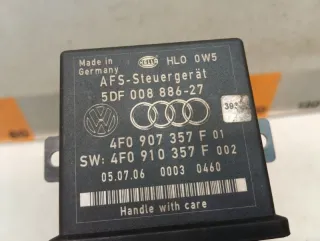 Made in
Germany
HELLA
HLO 0W5
AFS-Steuergerät
5DF 008 886-27
4F0 907 357 F 01
SW: 4F0 910 357 F 002
05.07.06 0003 0460
Handle with care